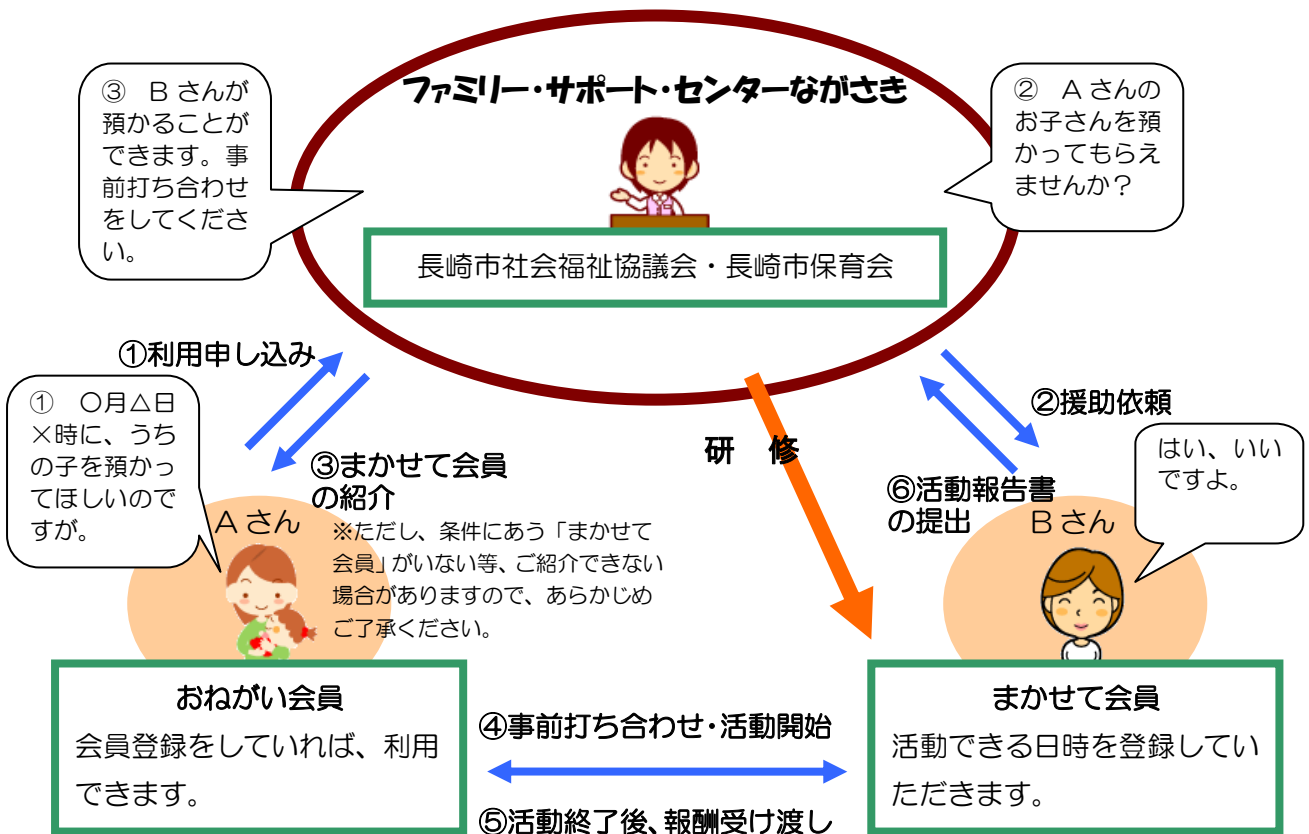 ファミリー・サポート・センターながさき
③　Bさんが
預かることが
できます。事
前打ち合わせ
をしてくださ
い。
②　Aさんの
お子さんを預
かってもらえ
ませんか？
長崎市社会福祉協議会・長崎市保育会
①利用申し込み
①　〇月△日
×時に、うち
の子を預かっ
てほしいので
すが。
②援助依頼
研　修
はい、いい
ですよ。
③まかせて会員
の紹介
※ただし、条件にあう「まかせて
会員」がいない等、ご紹介できない
場合がありますので、あらかじめ
ご了承ください。
⑥活動報告書
の提出
Aさん
Bさん
おねがい会員
会員登録をしていれば、利用
できます。
④事前打ち合わせ・活動開始
⑤活動終了後、報酬受け渡し
まかせて会員
活動できる日時を登録してい
ただきます。